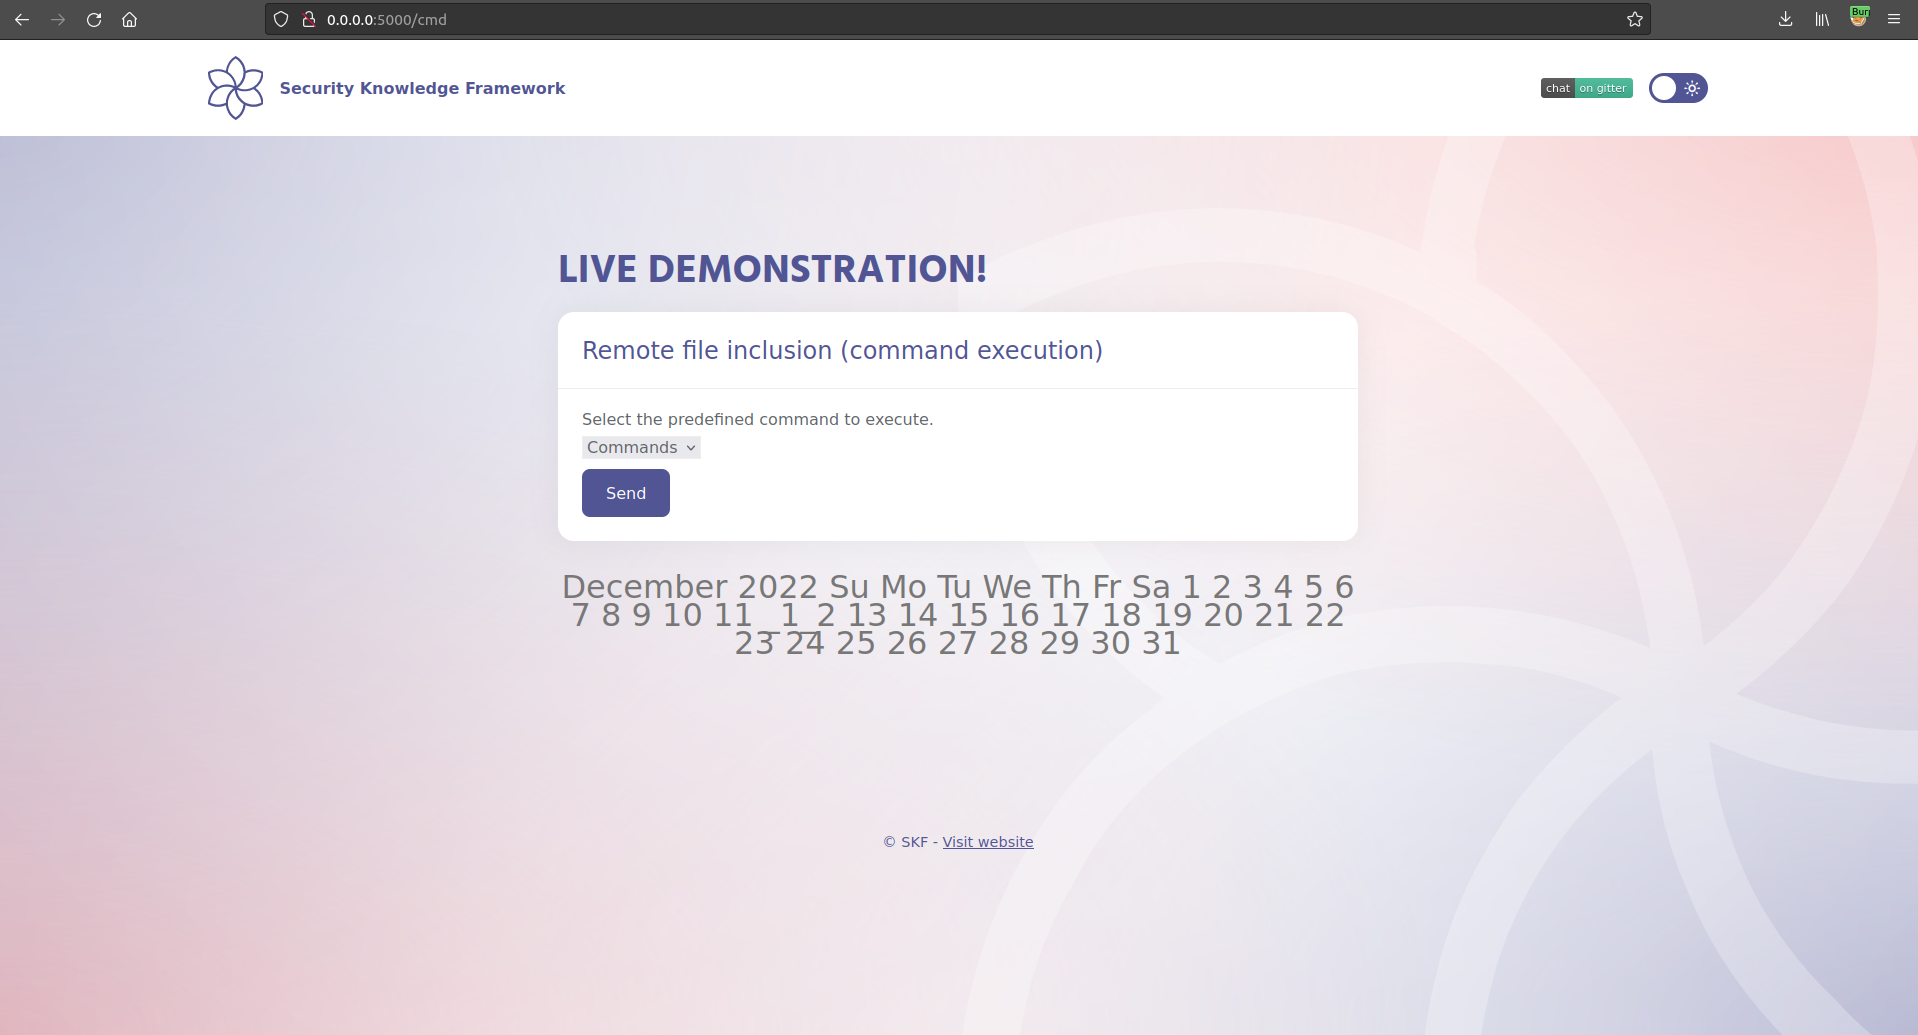 0.0.0.0:5000/cmd
Bur
Security Knowledge Framework
chat on gitter
LIVE DEMONSTRATION!
Remote file inclusion (command execution)
Select the predefined command to execute.
Commands
Send
December 2022 Su Mo Tu We Th Fr Sa 1 2 3 4 5 6
7 8 9 10 11 _1_2 13 14 15 16 17 18 19 20 21 22
23 24 25 26 27 28 29 30 31
© SKF - Visit website